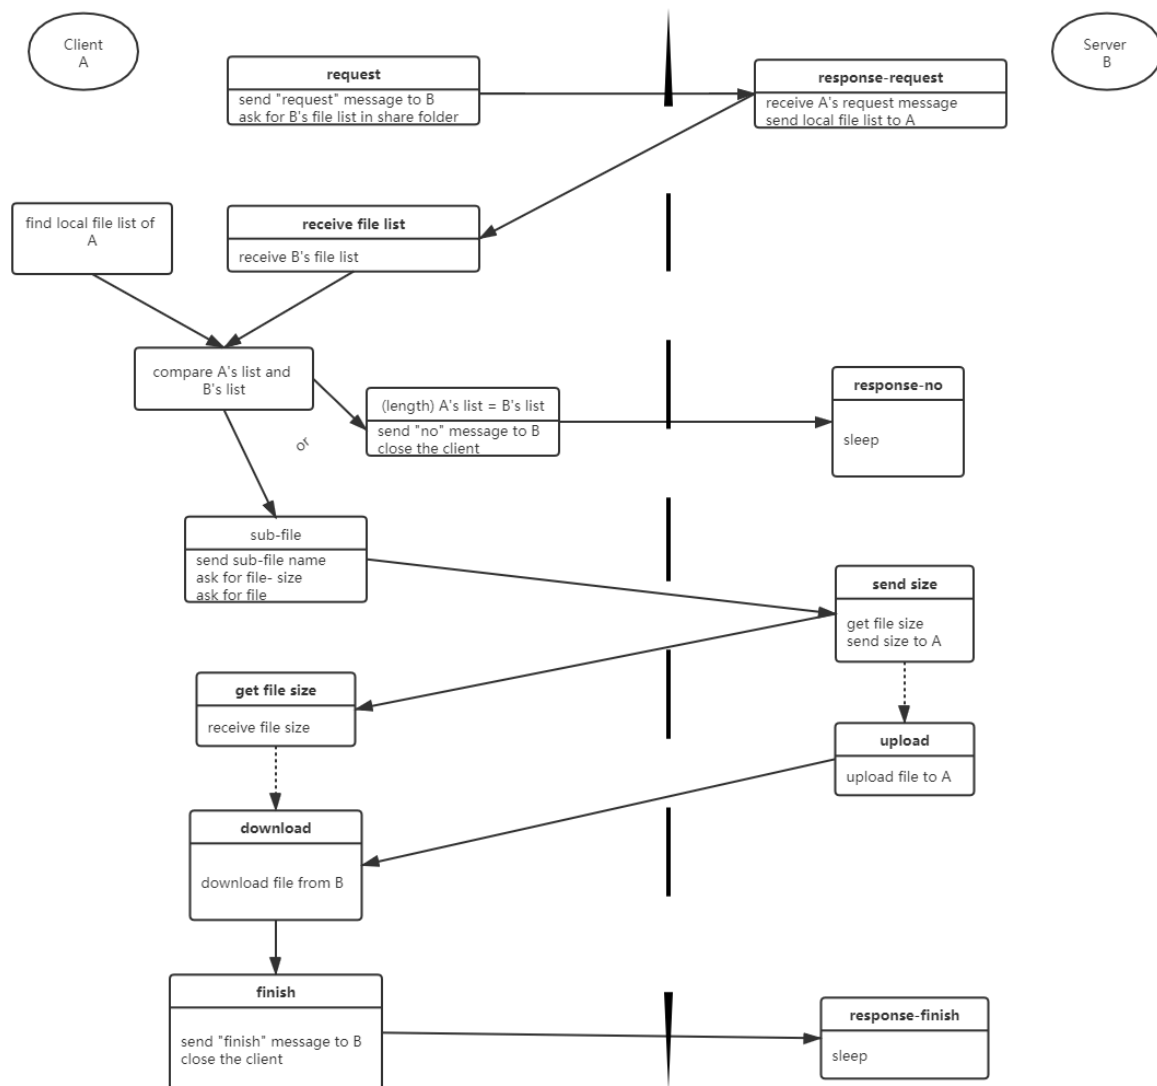 Client
A
Server
B
request
send "request" message to B
ask for B's file list in share folder
response-request
receive A's request message
send local file list to A
find local file list of
A
receive file list
receive B's file list
compare A's list and
B's list
(length) A's list = B's list
send "no" message to B
close the client
or
response-no
sleep
sub-file
send sub-file name
ask for file- size
ask for file
send size
get file size
send size to A
get file size
receive file size
upload
upload file to A
download
download file from B
finish
send "finish" message to B
close the client
response-finish
sleep